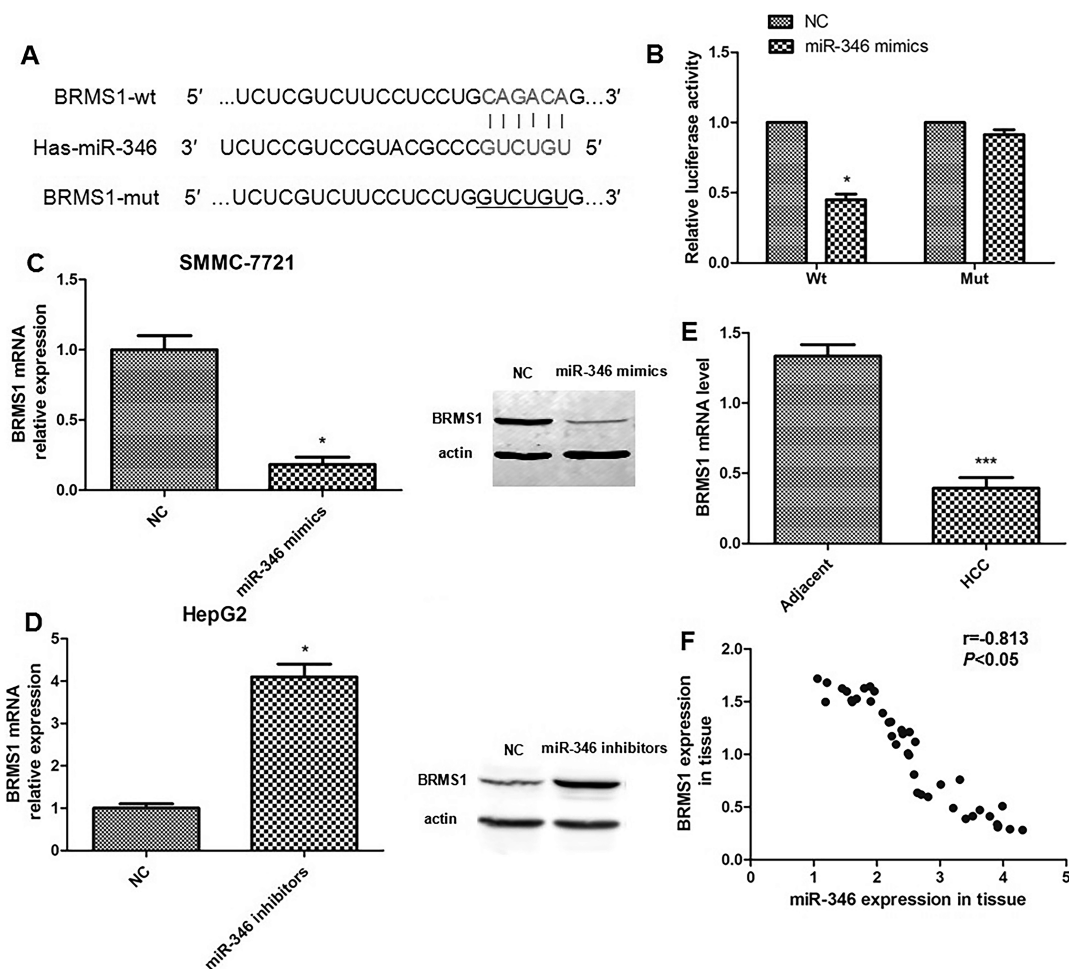 A
BRMS1-wt 5′ ...UCUCGUCUUCCUCCUGCAGACAG...3′
Has-miR-346 3′ UCUCCGUCCGUACGCCCGUCUGU 5′
BRMS1-mut 5′ ...UCUCGUCUUCCUCCUGGUCUGUG...3′
B
NC
miR-346 mimics
Relative luciferase activity
1.5
1.0
0.5
0.0
*
Wt
Mut
C
SMMC-7721
BRMS1 mRNA
relative expression
1.5
1.0
0.5
0.0
*
NC
miR-346 mimics
NC miR-346 mimics
BRMS1
actin
D
HepG2
BRMS1 mRNA
relative expression
5
4
3
2
1
0
*
NC
miR-346 inhibitors
NC miR-346 inhibitors
BRMS1
actin
E
BRMS1 mRNA level
1.5
1.0
0.5
0.0
***
Adjacent
HCC
F
r=-0.813
P<0.05
BRMS1 expression
in tissue
2.0
1.5
1.0
0.5
0.0
0 1 2 3 4 5
miR-346 expression in tissue